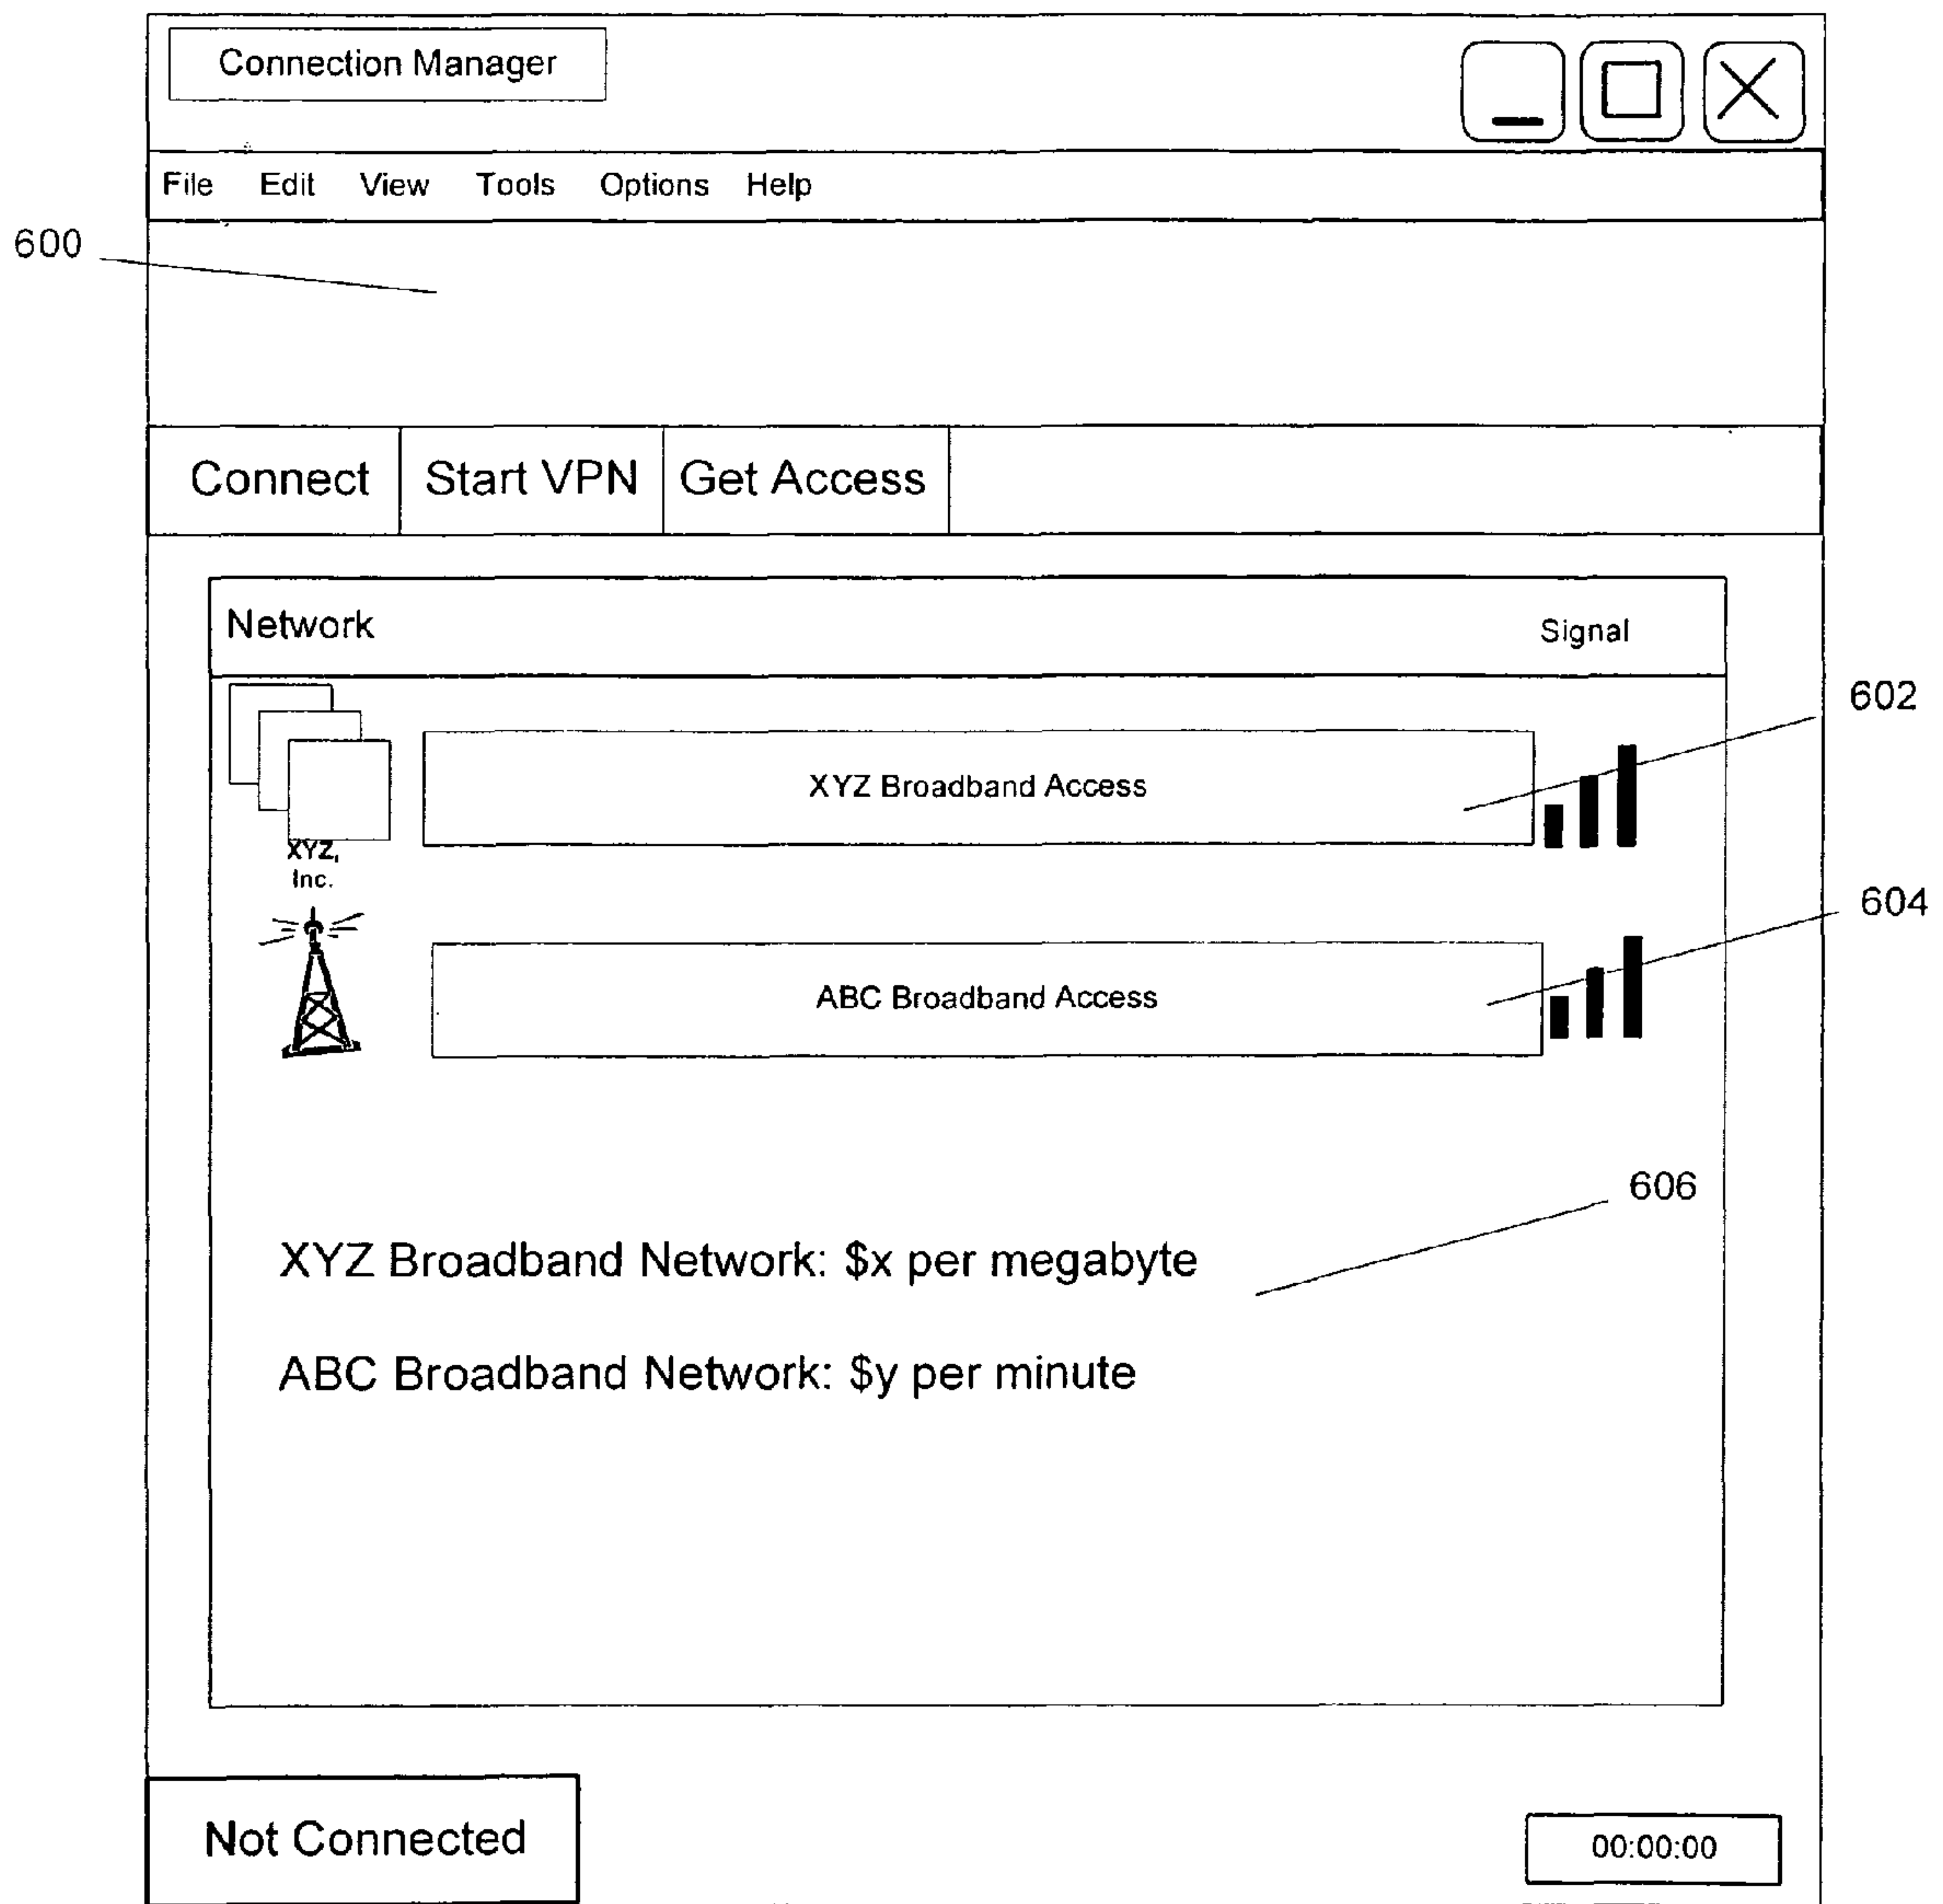 Connection Manager
File Edit View Tools Options Help
600
Connect Start VPN Get Access
Network Signal
602
XYZ Broadband Access
XYZ,
Inc.
604
ABC Broadband Access
606
XYZ Broadband Network: $x per megabyte
ABC Broadband Network: $y per minute
Not Connected
00:00:00